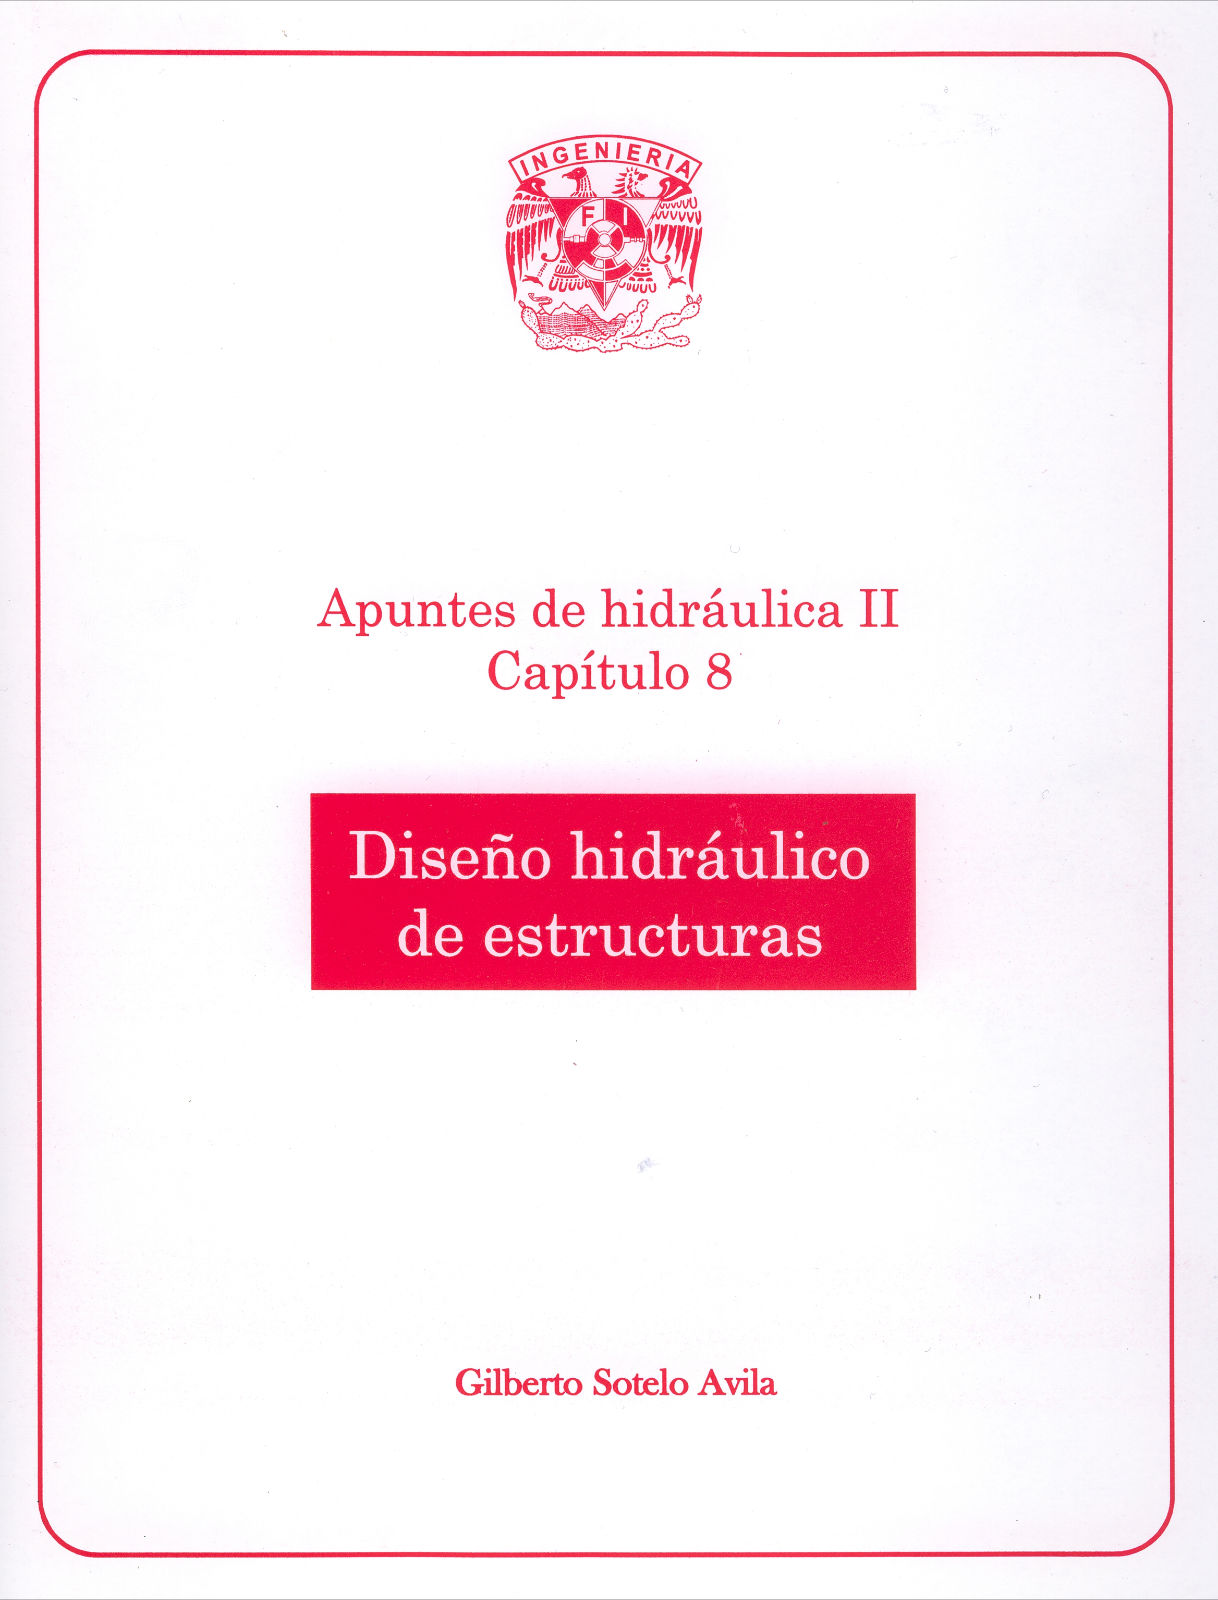 INGENIERIA
F I
Apuntes de hidráulica II
Capítulo 8
Diseño hidráulico
de estructuras
Gilberto Sotelo Avila